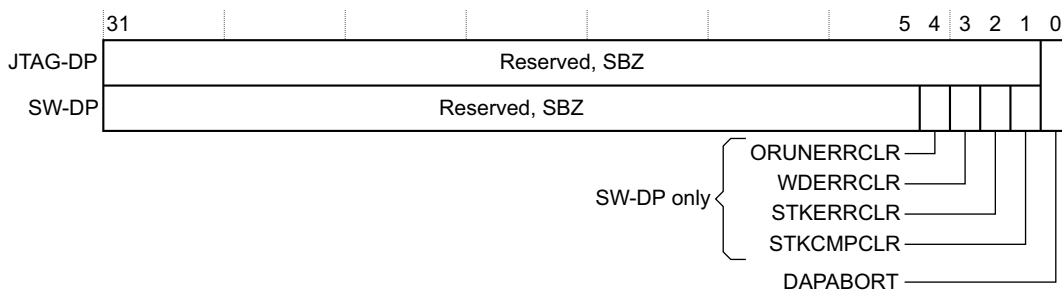 31 5 4 3 2 1 0
JTAG-DP Reserved, SBZ
SW-DP Reserved, SBZ
ORUNERRCLR
WDERRCLR
SW-DP only
STKERRCLR
STKCMPCLR
DAPABORT